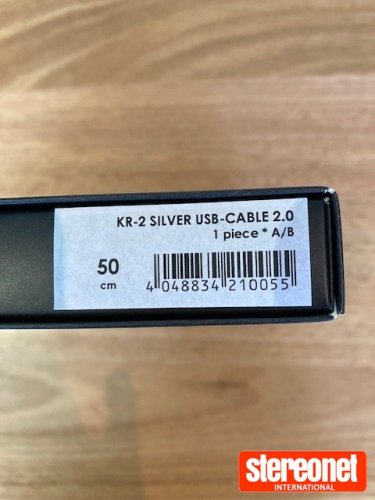 KR-2 SILVER USB-CABLE 2.0
1 piece * A/B
50
cm
4 048834 210055
stereonet
INTERNATIONAL